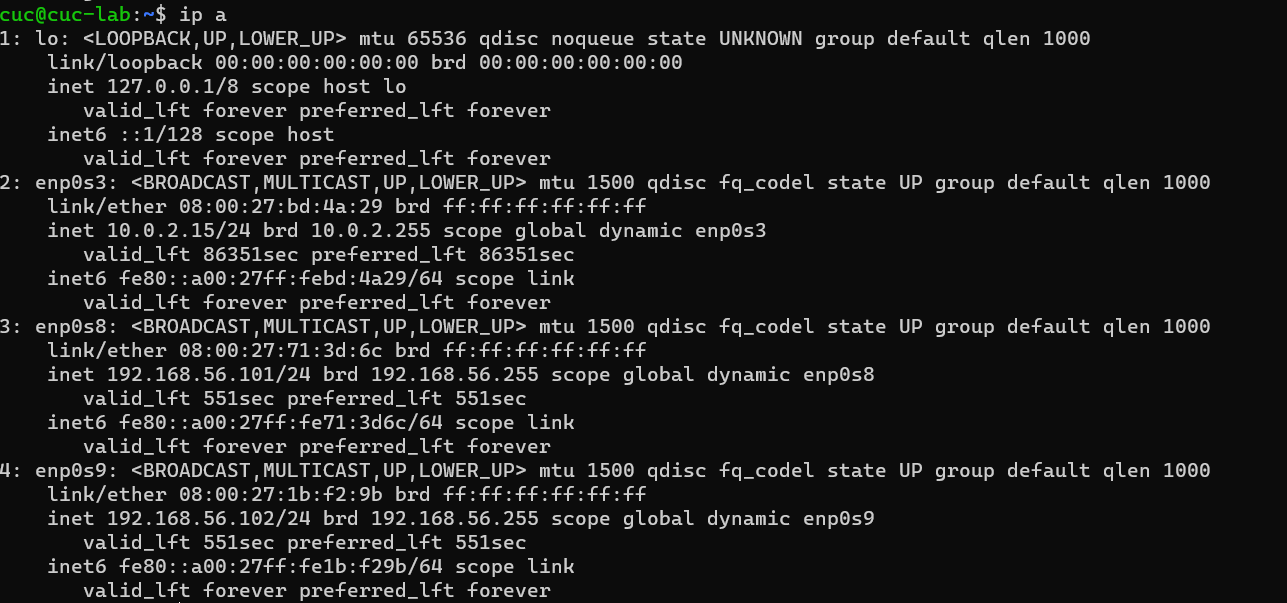 cuc@cuc-lab:~$ ip a
1: lo: <LOOPBACK,UP,LOWER_UP> mtu 65536 qdisc noqueue state UNKNOWN group default qlen 1000
    link/loopback 00:00:00:00:00:00 brd 00:00:00:00:00:00
    inet 127.0.0.1/8 scope host lo
       valid_lft forever preferred_lft forever
    inet6 ::1/128 scope host
       valid_lft forever preferred_lft forever
2: enp0s3: <BROADCAST,MULTICAST,UP,LOWER_UP> mtu 1500 qdisc fq_codel state UP group default qlen 1000
    link/ether 08:00:27:bd:4a:29 brd ff:ff:ff:ff:ff:ff
    inet 10.0.2.15/24 brd 10.0.2.255 scope global dynamic enp0s3
       valid_lft 86351sec preferred_lft 86351sec
    inet6 fe80::a00:27ff:febd:4a29/64 scope link
       valid_lft forever preferred_lft forever
3: enp0s8: <BROADCAST,MULTICAST,UP,LOWER_UP> mtu 1500 qdisc fq_codel state UP group default qlen 1000
    link/ether 08:00:27:71:3d:6c brd ff:ff:ff:ff:ff:ff
    inet 192.168.56.101/24 brd 192.168.56.255 scope global dynamic enp0s8
       valid_lft 551sec preferred_lft 551sec
    inet6 fe80::a00:27ff:fe71:3d6c/64 scope link
       valid_lft forever preferred_lft forever
4: enp0s9: <BROADCAST,MULTICAST,UP,LOWER_UP> mtu 1500 qdisc fq_codel state UP group default qlen 1000
    link/ether 08:00:27:1b:f2:9b brd ff:ff:ff:ff:ff:ff
    inet 192.168.56.102/24 brd 192.168.56.255 scope global dynamic enp0s9
       valid_lft 551sec preferred_lft 551sec
    inet6 fe80::a00:27ff:fe1b:f29b/64 scope link
       valid_lft forever preferred_lft forever